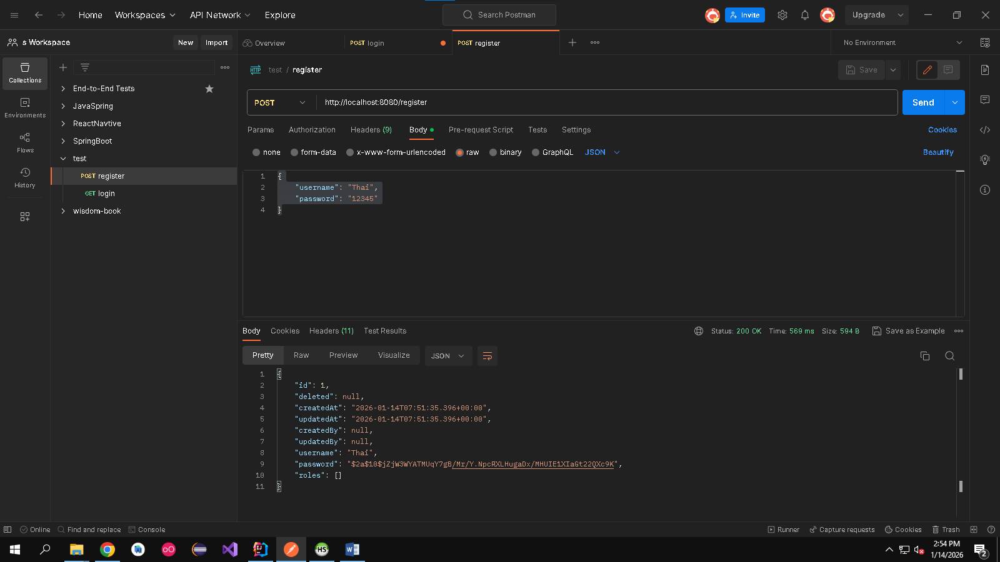 Home Workspaces API Network Explore Search Postman Invite Upgrade
s Workspace New Import Overview POST login POST register No Environment
Collections
Environments
Flows
History
End-to-End Tests
JavaSpring
ReactNavtive
SpringBoot
test
POST register
GET login
wisdom-book
HTTP test / register Save
POST http://localhost:8080/register Send
Params Authorization Headers (9) Body Pre-request Script Tests Settings Cookies
none form-data x-www-form-urlencoded raw binary GraphQL JSON Beautify
1 {
2 "username": "Thai",
3 "password": "12345"
4 }
Body Cookies Headers (11) Test Results Status: 200 OK Time: 569 ms Size: 594 B Save as Example
Pretty Raw Preview Visualize JSON
1 {
2 "id": 1,
3 "deleted": null,
4 "createdAt": "2026-01-14T07:51:35.396+00:00",
5 "updatedAt": "2026-01-14T07:51:35.396+00:00",
6 "createdBy": null,
7 "updatedBy": null,
8 "username": "Thai",
9 "password": "$2a$10$jZjW3WYATMUqY7gB/Mr/Y.NpcRXLHugaDx/MHUIE1XIaGt22QXc9K",
10 "roles": []
11 }
Online Find and replace Console Runner Capture requests Cookies Trash
HS
2:54 PM
1/14/2026
2